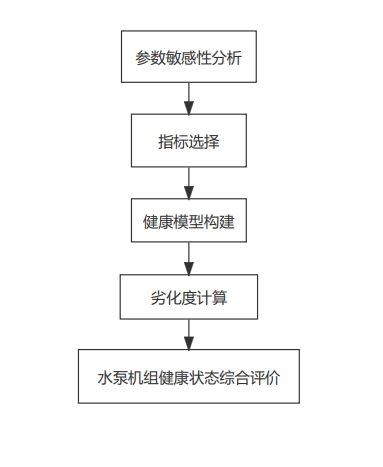 参数敏感性分析
指标选择
健康模型构建
劣化度计算
水泵机组健康状态综合评价